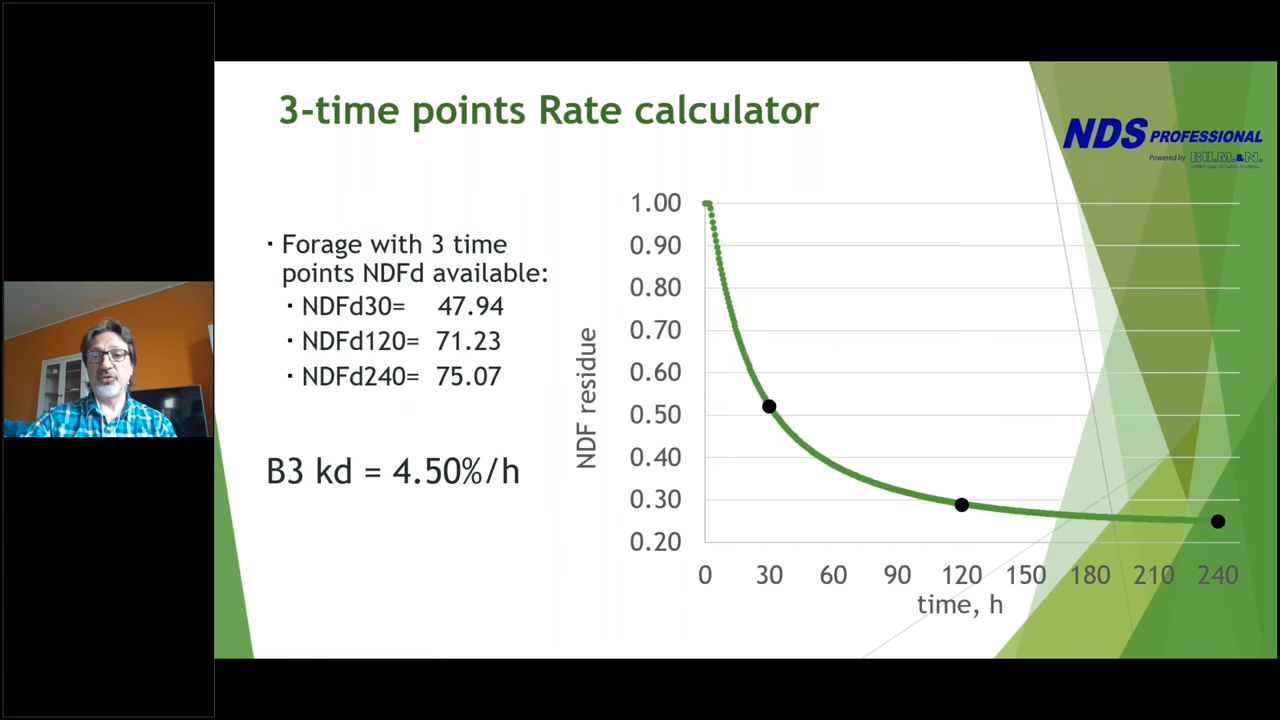 3-time points Rate calculator
NDS PROFESSIONAL
Powered by R.U.M.&N.
▪ Forage with 3 time
points NDFd available:
▪ NDFd30= 47.94
▪ NDFd120= 71.23
▪ NDFd240= 75.07
B3 kd = 4.50%/h
NDF residue
1.00
0.90
0.80
0.70
0.60
0.50
0.40
0.30
0.20
0 30 60 90 120 150 180 210 240
time, h